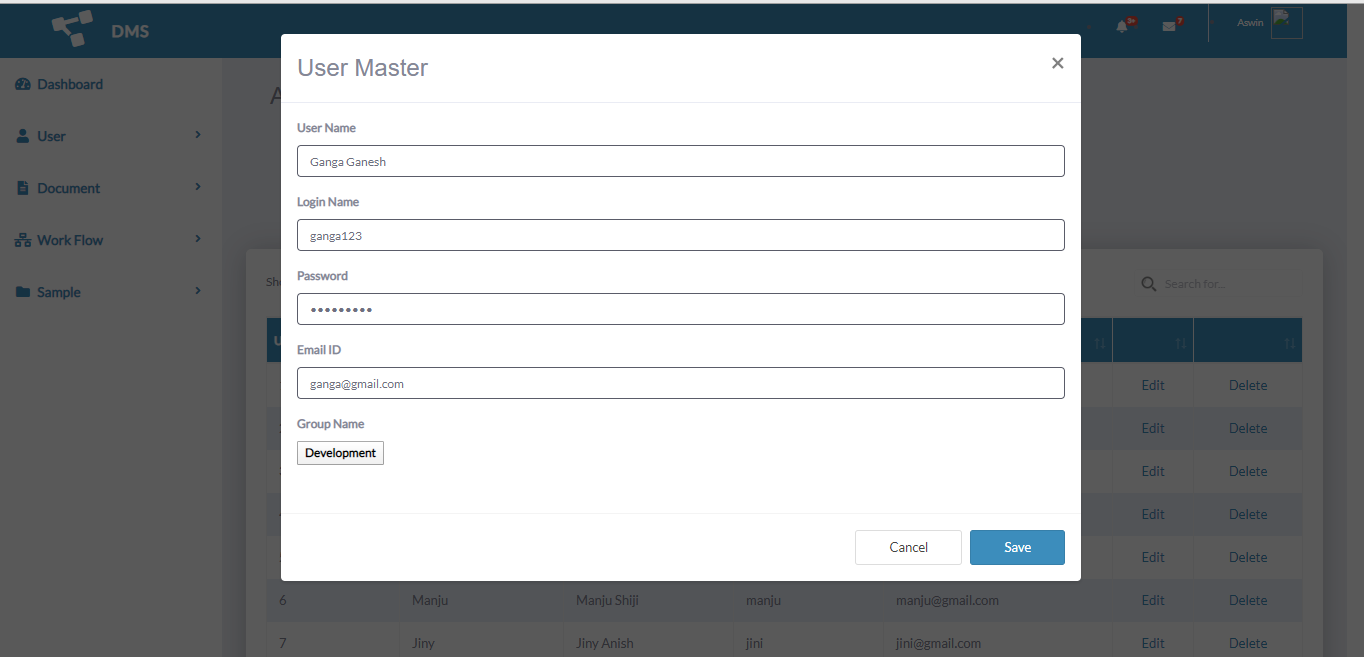 DMS
9+
7
Aswin
User Master
×
Dashboard
User Name
User
Ganga Ganesh
Document
Login Name
ganga123
Work Flow
Password
Sample
Search for...
Email ID
ganga@gmail.com
Edit Delete
Group Name
Edit Delete
Development
Edit Delete
Edit Delete
Cancel Save
Edit Delete
6 Manju Manju Shiji manju manju@gmail.com Edit Delete
7 Jiny Jiny Anish jini jini@gmail.com Edit Delete